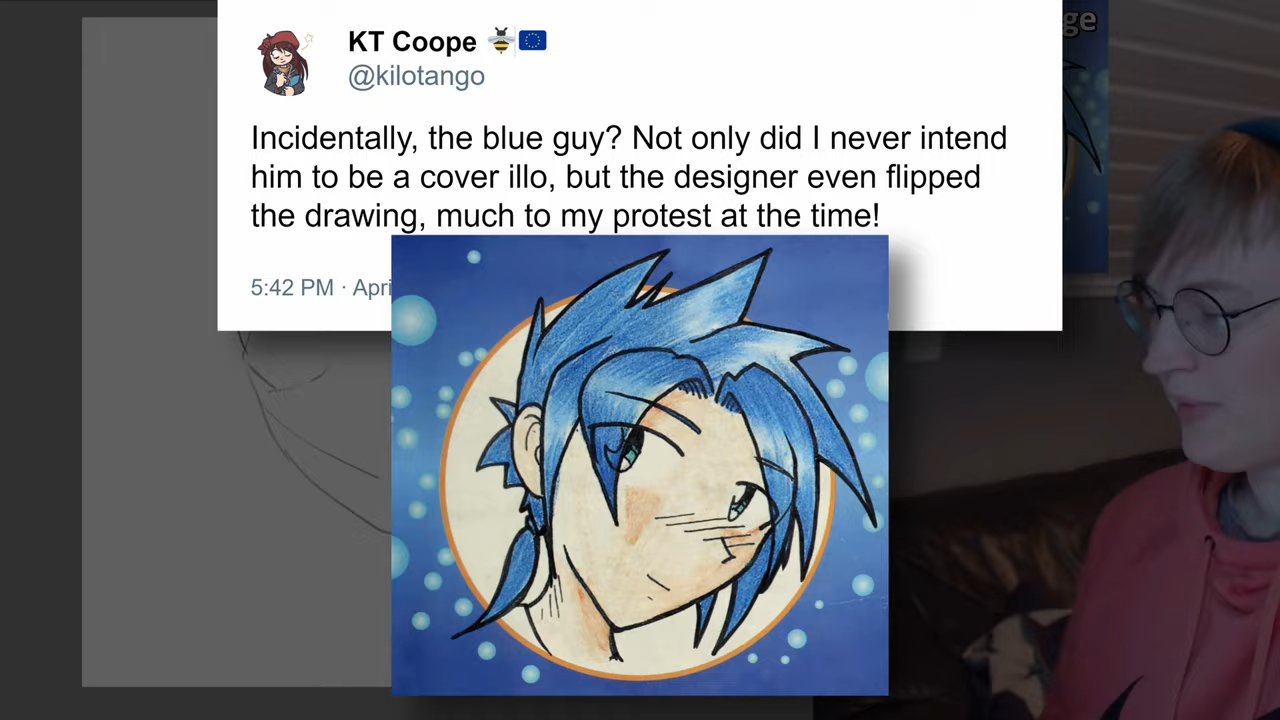 ge
KT Coope 🐝🇪🇺
@kilotango
Incidentally, the blue guy? Not only did I never intend
him to be a cover illo, but the designer even flipped
the drawing, much to my protest at the time!
5:42 PM · Apri